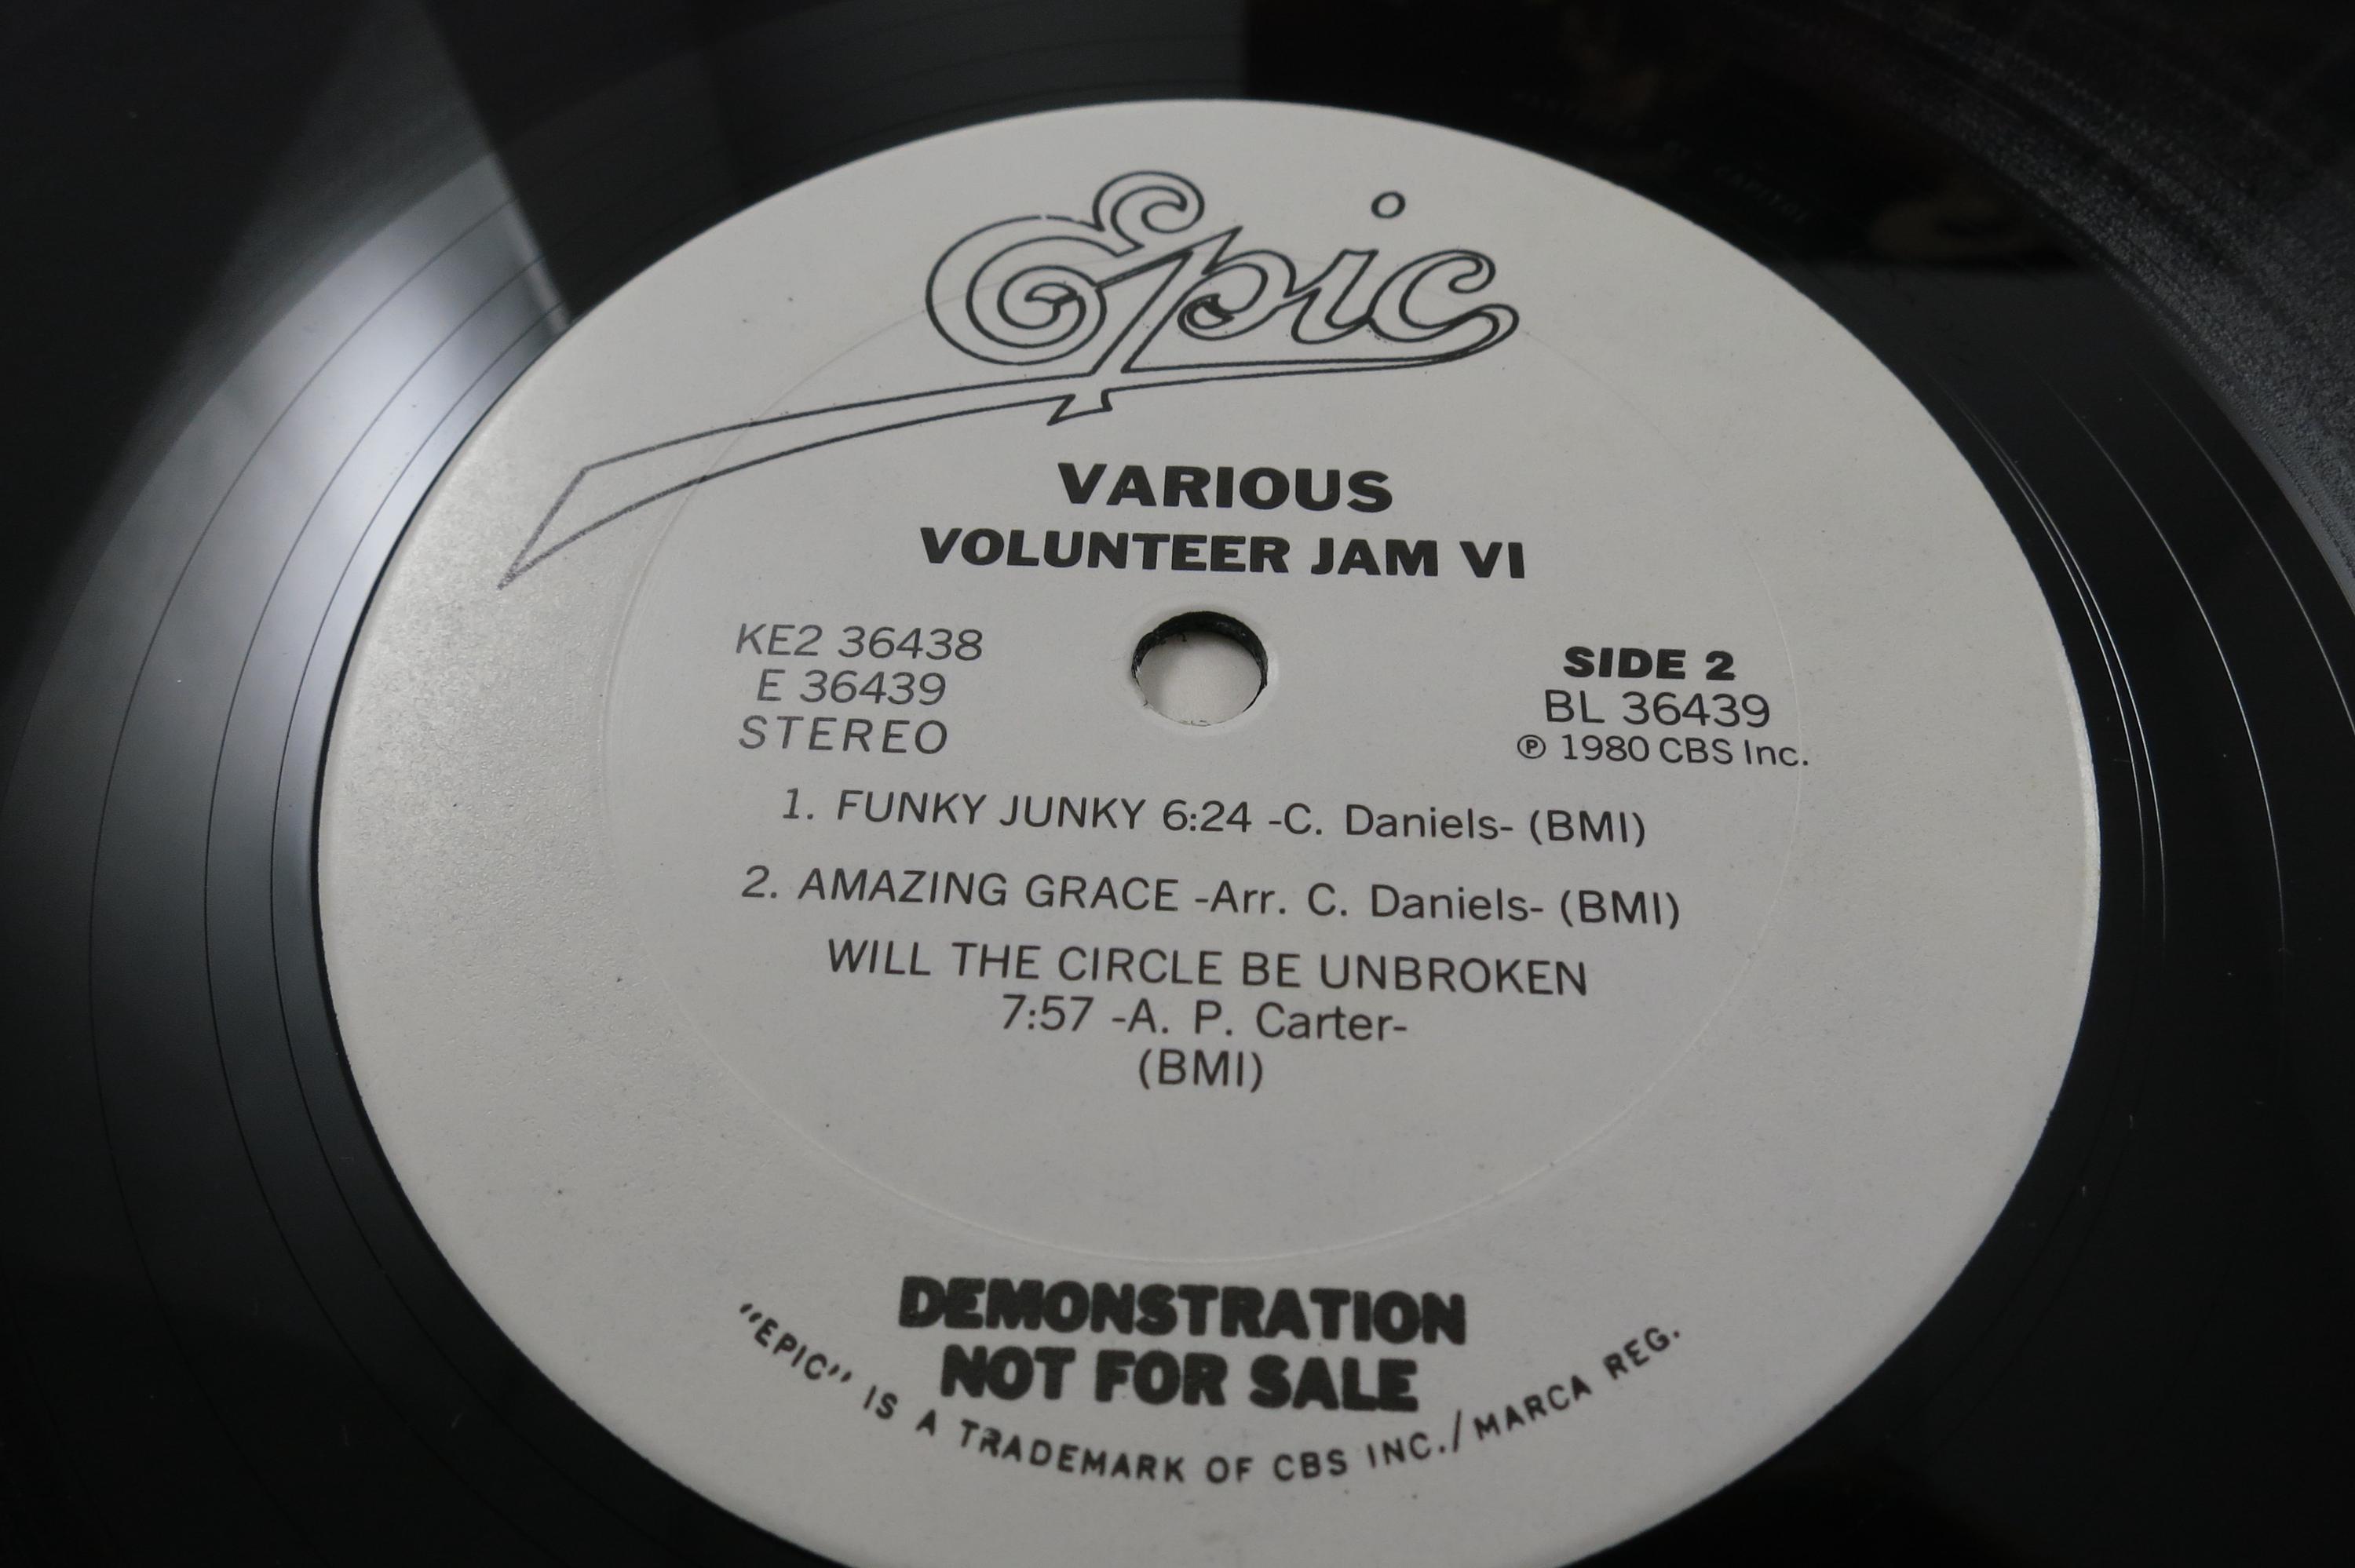 Epic
VARIOUS
VOLUNTEER JAM VI
KE2 36438
E 36439
STEREO
SIDE 2
BL 36439
℗ 1980 CBS Inc.
1. FUNKY JUNKY 6:24 -C. Daniels- (BMI)
2. AMAZING GRACE -Arr. C. Daniels- (BMI)
WILL THE CIRCLE BE UNBROKEN
7:57 -A. P. Carter-
(BMI)
DEMONSTRATION
NOT FOR SALE
"EPIC" IS A TRADEMARK OF CBS INC./MARCA REG.